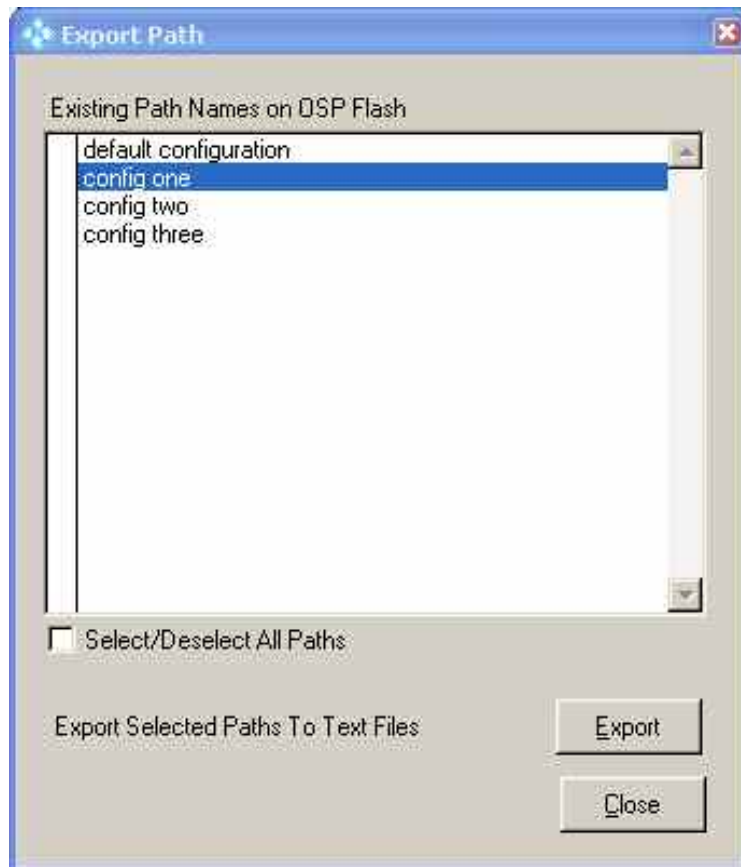 Export Path
Existing Path Names on OSP Flash
default configuration
config one
config two
config three
Select/Deselect All Paths
Export Selected Paths To Text Files
Export
Close